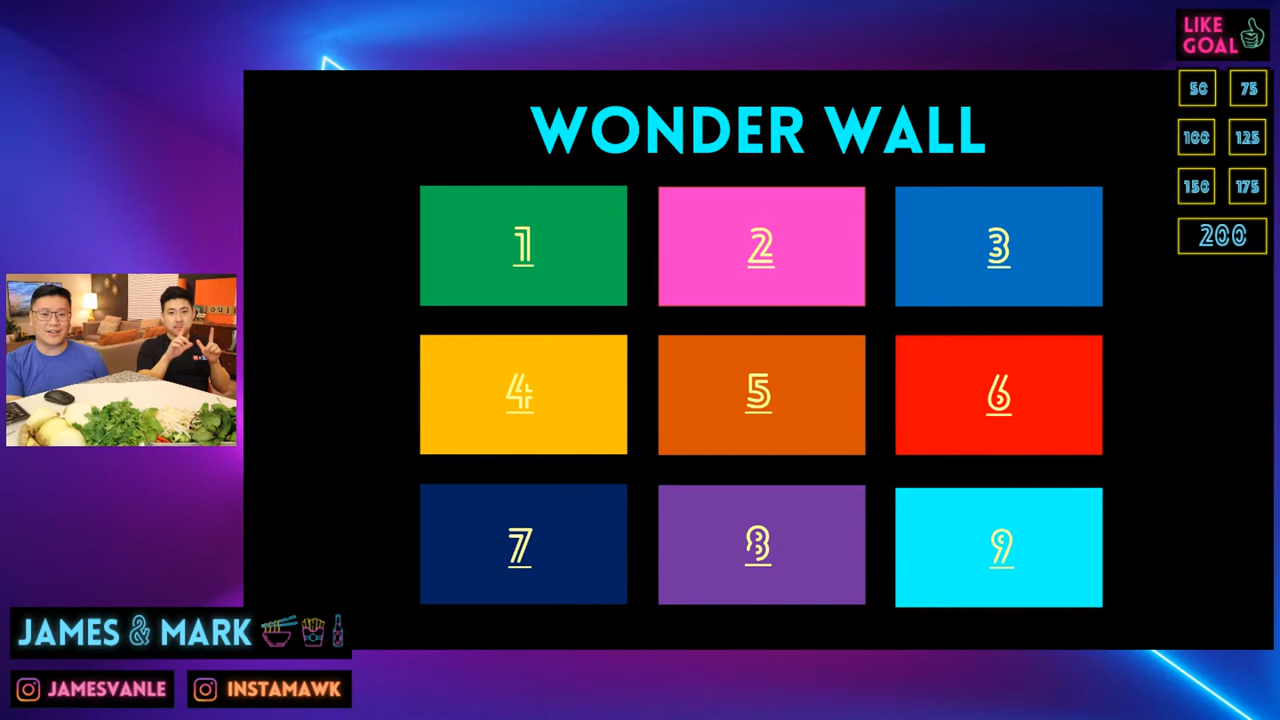 LIKE
GOAL
50 75
100 125
150 175
200
WONDER WALL
1 2 3
4 5 6
7 8 9
JAMES & MARK
JAMESVANLE INSTAMAWK